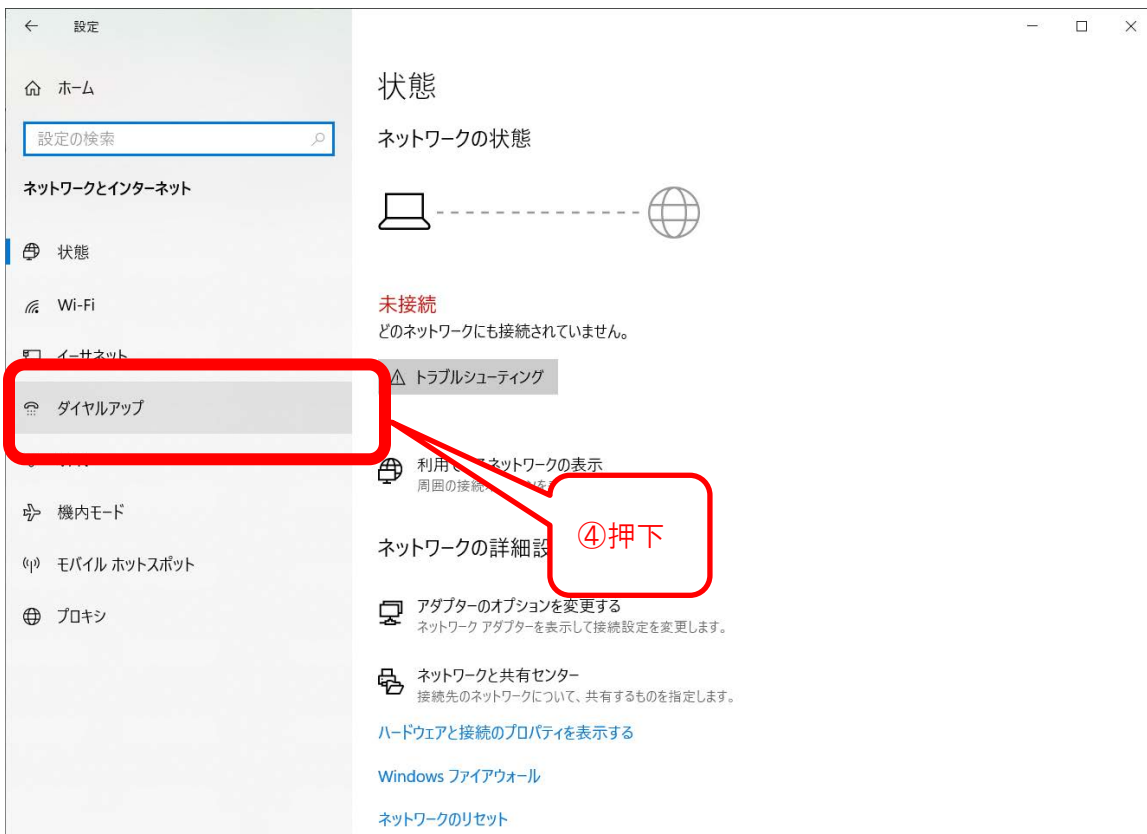 設定
ホーム
設定の検索
ネットワークとインターネット
状態
Wi-Fi
イーサネット
ダイヤルアップ
機内モード
モバイル ホットスポット
プロキシ
状態
ネットワークの状態
未接続
どのネットワークにも接続されていません。
トラブルシューティング
利用で るネットワークの表示
周囲の接続
④押下
ネットワークの詳細設
アダプターのオプションを変更する
ネットワーク アダプターを表示して接続設定を変更します。
ネットワークと共有センター
接続先のネットワークについて、共有するものを指定します。
ハードウェアと接続のプロパティを表示する
Windows ファイアウォール
ネットワークのリセット